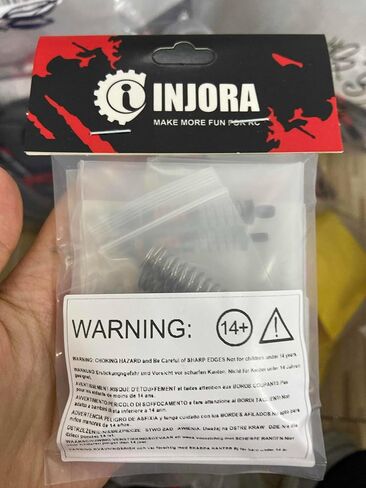 INJORA
MAKE MORE FUN FOR RC
WARNING:
14+
WARNING: CHOKING HAZARD and Be Careful of SHARP EDGES Not for children under 14 years.
WARNUNG Erstickungsgefahr und Vorsicht vor scharfen Kanten. Nicht für Kinder unter 14 Jahren
geeignet.
AVERTISSEMENT RISQUE D'ETOUFFEMENT et faites attention aux BORDS COUPANTS Pas
pour enfants de moins de 14 ans.
AVVERTIMENTO PERICOLO DI SOFFOCAMENTO e fare attenzione ai BORDI TAGLIENTI Non
adatto a bambini di età inferiore a 14 anni.
ADVERTENCIA PELIGRO DE ASFIXIA y tenga cuidado con los BORDES AFILADOS No apto para
niños menores de 14 años.